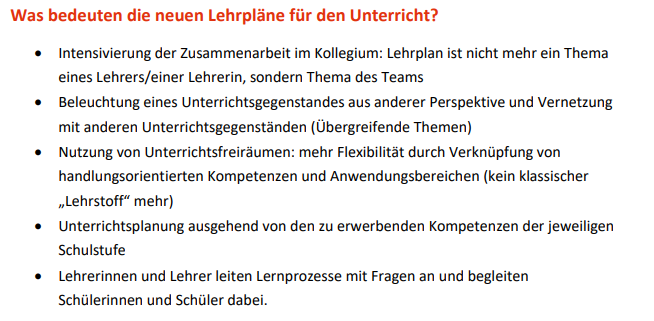 Was bedeuten die neuen Lehrpläne für den Unterricht?
• Intensivierung der Zusammenarbeit im Kollegium: Lehrplan ist nicht mehr ein Thema
eines Lehrers/einer Lehrerin, sondern Thema des Teams
• Beleuchtung eines Unterrichtsgegenstandes aus anderer Perspektive und Vernetzung
mit anderen Unterrichtsgegenständen (Übergreifende Themen)
• Nutzung von Unterrichtsfreiräumen: mehr Flexibilität durch Verknüpfung von
handlungsorientierten Kompetenzen und Anwendungsbereichen (kein klassischer
„Lehrstoff“ mehr)
• Unterrichtsplanung ausgehend von den zu erwerbenden Kompetenzen der jeweiligen
Schulstufe
• Lehrerinnen und Lehrer leiten Lernprozesse mit Fragen an und begleiten
Schülerinnen und Schüler dabei.